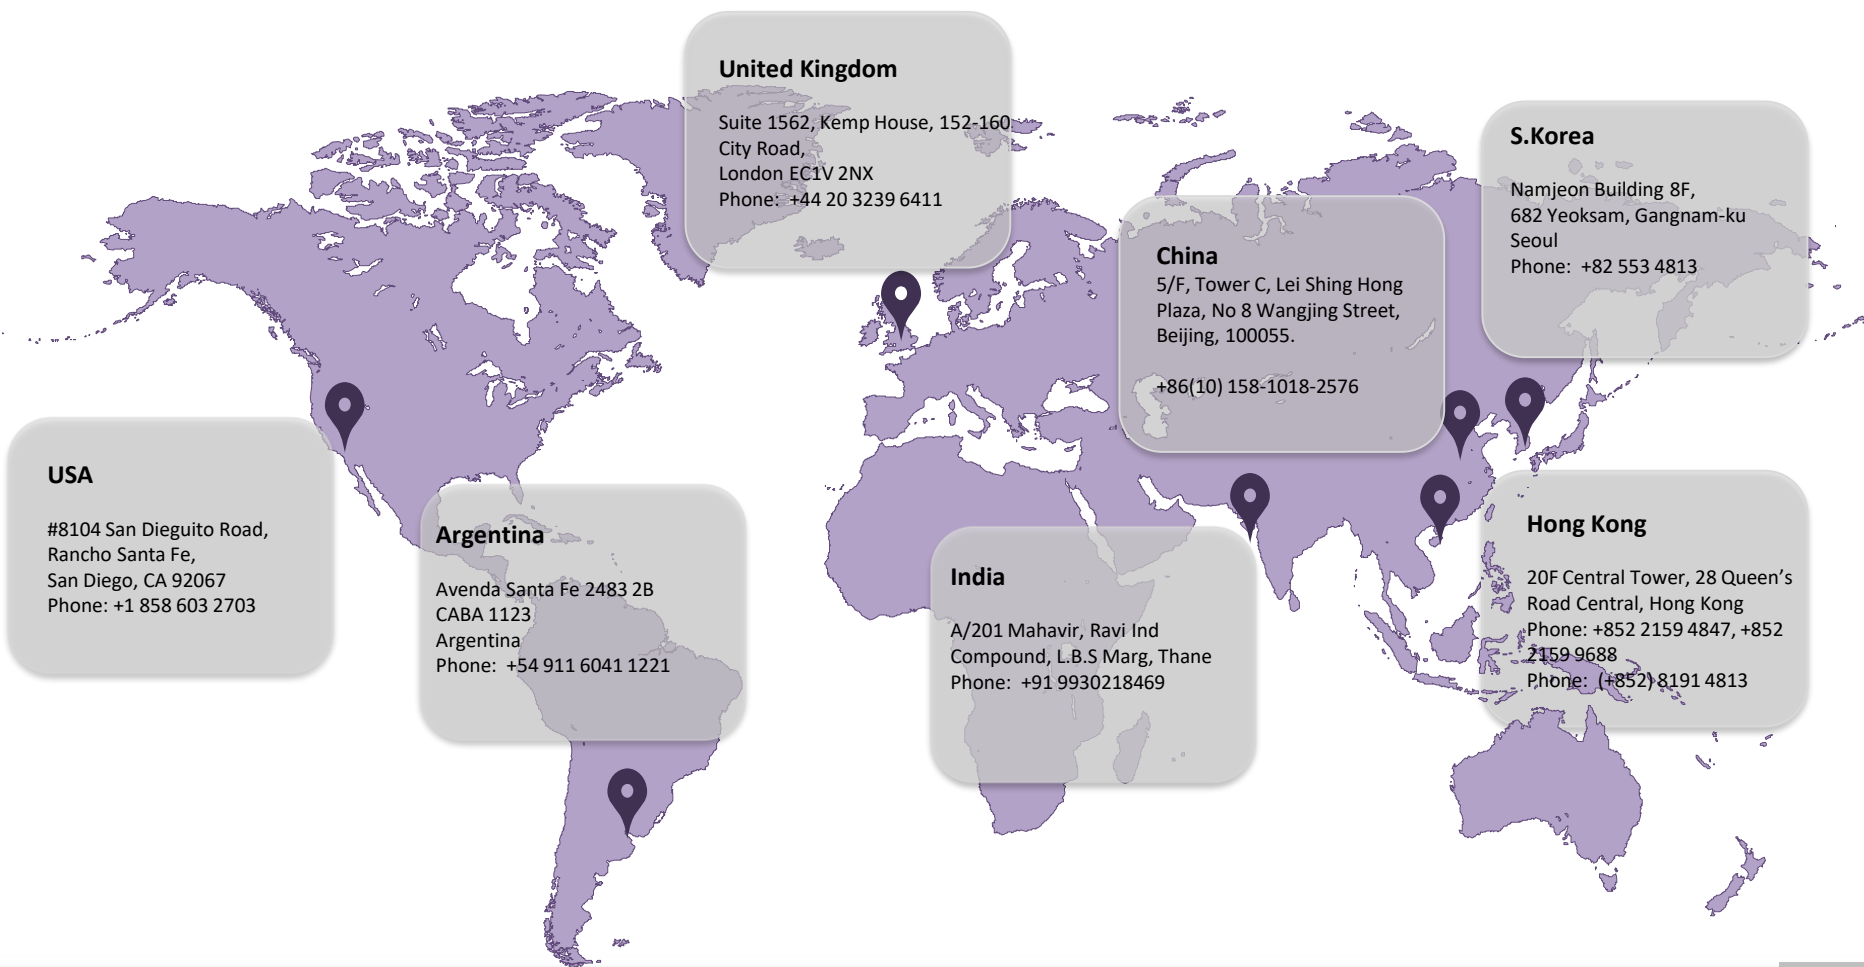 United Kingdom
Suite 1562, Kemp House, 152-160
City Road,
London EC1V 2NX
Phone: +44 20 3239 6411
S.Korea
Namjeon Building 8F,
682 Yeoksam, Gangnam-ku
Seoul
Phone: +82 553 4813
China
5/F, Tower C, Lei Shing Hong
Plaza, No 8 Wangjing Street,
Beijing, 100055.
+86(10) 158-1018-2576
USA
#8104 San Dieguito Road,
Rancho Santa Fe,
San Diego, CA 92067
Phone: +1 858 603 2703
Argentina
Avenda Santa Fe 2483 2B
CABA 1123
Argentina
Phone: +54 911 6041 1221
India
A/201 Mahavir, Ravi Ind
Compound, L.B.S Marg, Thane
Phone: +91 9930218469
Hong Kong
20F Central Tower, 28 Queen’s
Road Central, Hong Kong
Phone: +852 2159 4847, +852
2159 9688
Phone: (+852) 8191 4813